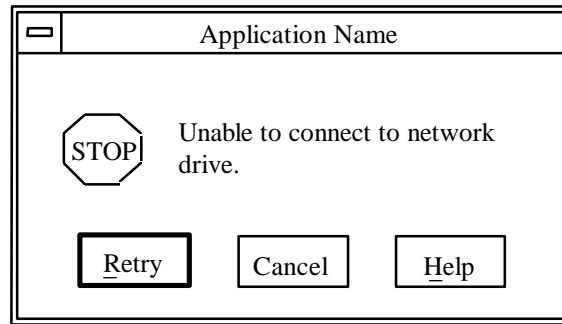 Application Name
STOP
Unable to connect to network
drive.
Retry Cancel Help